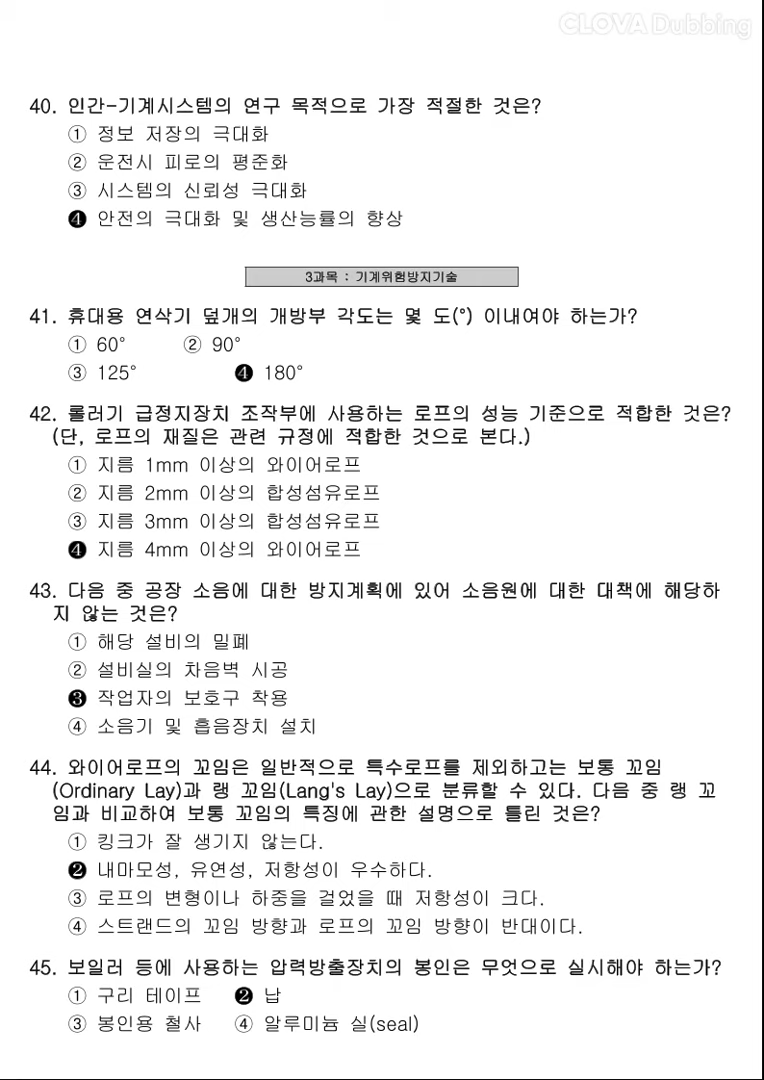 CLOVA Dubbing
40. 인간-기계시스템의 연구 목적으로 가장 적절한 것은?
① 정보 저장의 극대화
② 운전시 피로의 평준화
③ 시스템의 신뢰성 극대화
❹ 안전의 극대화 및 생산능률의 향상
3과목 : 기계위험방지기술
41. 휴대용 연삭기 덮개의 개방부 각도는 몇 도(°) 이내여야 하는가?
① 60° ② 90°
③ 125° ❹ 180°
42. 롤러기 급정지장치 조작부에 사용하는 로프의 성능 기준으로 적합한 것은?
(단, 로프의 재질은 관련 규정에 적합한 것으로 본다.)
① 지름 1mm 이상의 와이어로프
② 지름 2mm 이상의 합성섬유로프
③ 지름 3mm 이상의 합성섬유로프
❹ 지름 4mm 이상의 와이어로프
43. 다음 중 공장 소음에 대한 방지계획에 있어 소음원에 대한 대책에 해당하
지 않는 것은?
① 해당 설비의 밀폐
② 설비실의 차음벽 시공
❸ 작업자의 보호구 착용
④ 소음기 및 흡음장치 설치
44. 와이어로프의 꼬임은 일반적으로 특수로프를 제외하고는 보통 꼬임
(Ordinary Lay)과 랭 꼬임(Lang's Lay)으로 분류할 수 있다. 다음 중 랭 꼬
임과 비교하여 보통 꼬임의 특징에 관한 설명으로 틀린 것은?
① 킹크가 잘 생기지 않는다.
❷ 내마모성, 유연성, 저항성이 우수하다.
③ 로프의 변형이나 하중을 걸었을 때 저항성이 크다.
④ 스트랜드의 꼬임 방향과 로프의 꼬임 방향이 반대이다.
45. 보일러 등에 사용하는 압력방출장치의 봉인은 무엇으로 실시해야 하는가?
① 구리 테이프 ❷ 납
③ 봉인용 철사 ④ 알루미늄 실(seal)